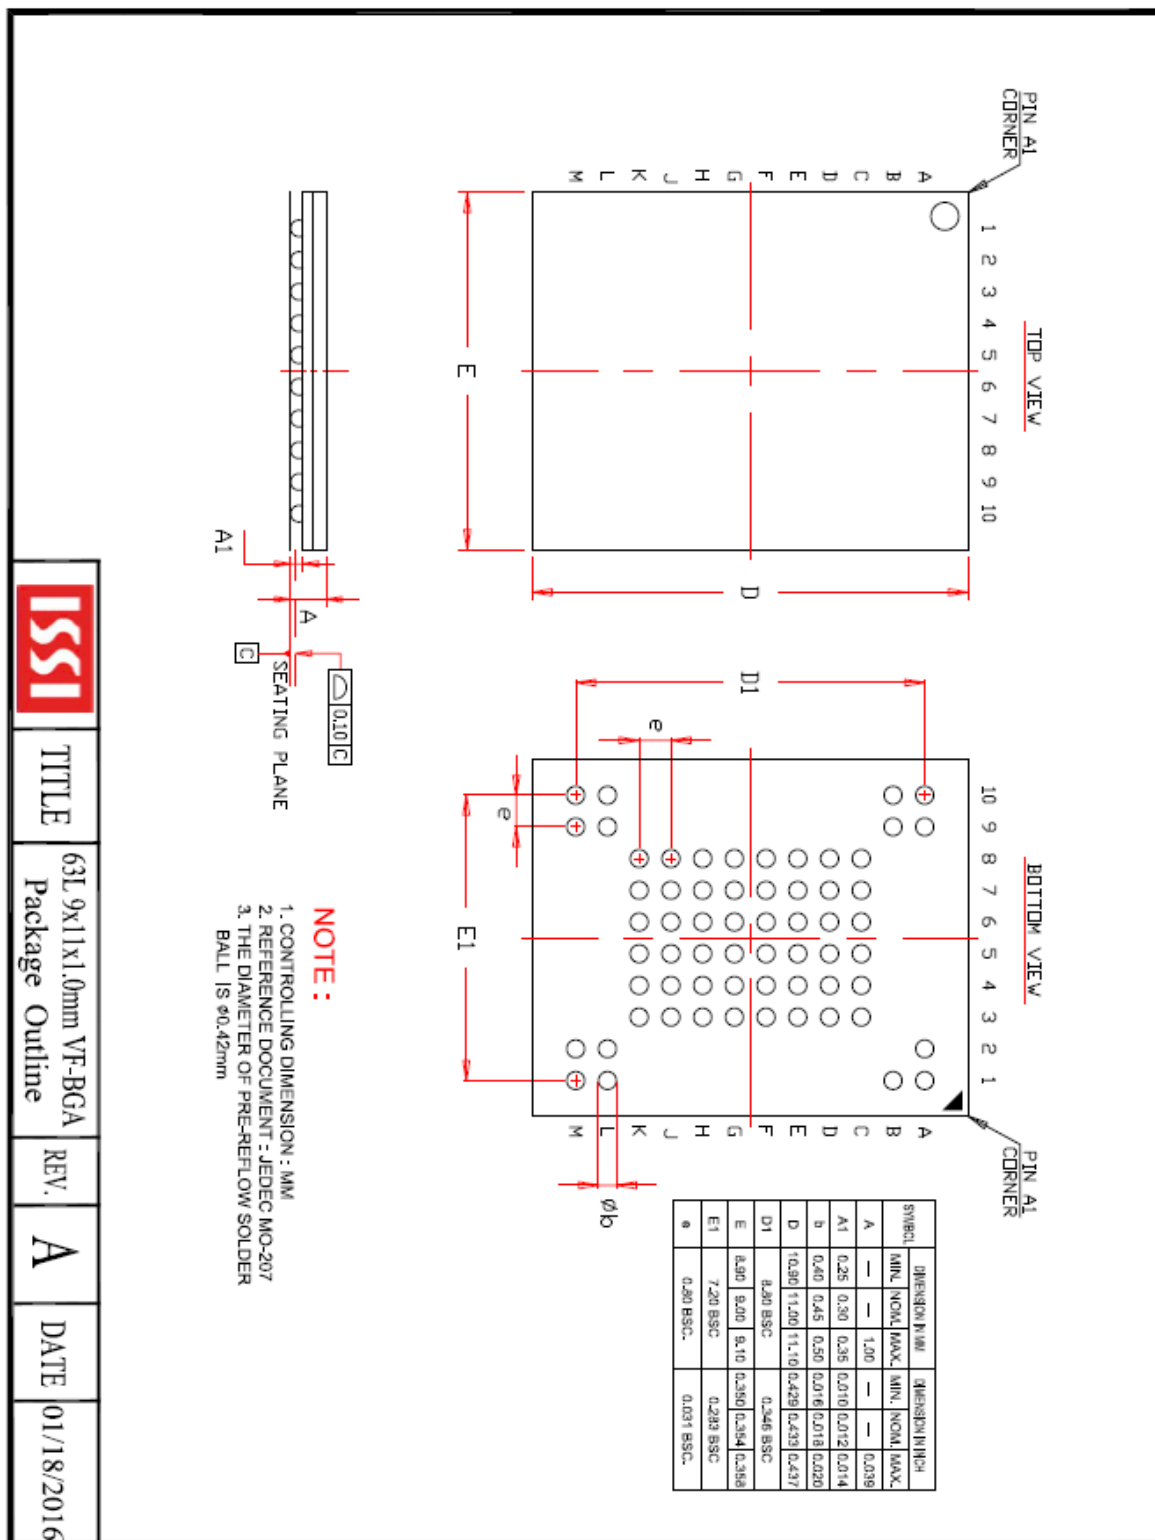 PIN A1
CORNER
TOP VIEW
1 2 3 4 5 6 7 8 9 10
A
B
C
D
E
F
G
H
J
K
L
M
E
D
A1
A
0.10 C
C
SEATING PLANE
PIN A1
CORNER
BOTTOM VIEW
10 9 8 7 6 5 4 3 2 1
A
B
C
D
E
F
G
H
J
K
L
M
D1
e
e
E1
Øb
SYMBOL DIMENSION IN MM DIMENSION IN INCH
MIN. NOM. MAX. MIN. NOM. MAX.
A — — 1.00 — — 0.039
A1 0.25 0.30 0.35 0.010 0.012 0.014
b 0.40 0.45 0.50 0.016 0.018 0.020
D 10.90 11.00 11.10 0.429 0.433 0.437
D1 8.80 BSC 0.346 BSC
E 8.90 9.00 9.10 0.350 0.354 0.358
E1 7.20 BSC 0.283 BSC
e 0.80 BSC. 0.031 BSC.
NOTE :
1. CONTROLLING DIMENSION : MM
2. REFERENCE DOCUMENT : JEDEC MO-207
3. THE DIAMETER OF PRE-REFLOW SOLDER
BALL IS Ø0.42mm
ISSI
TITLE
63L 9x11x1.0mm VF-BGA
Package Outline
REV.
A
DATE
01/18/2016